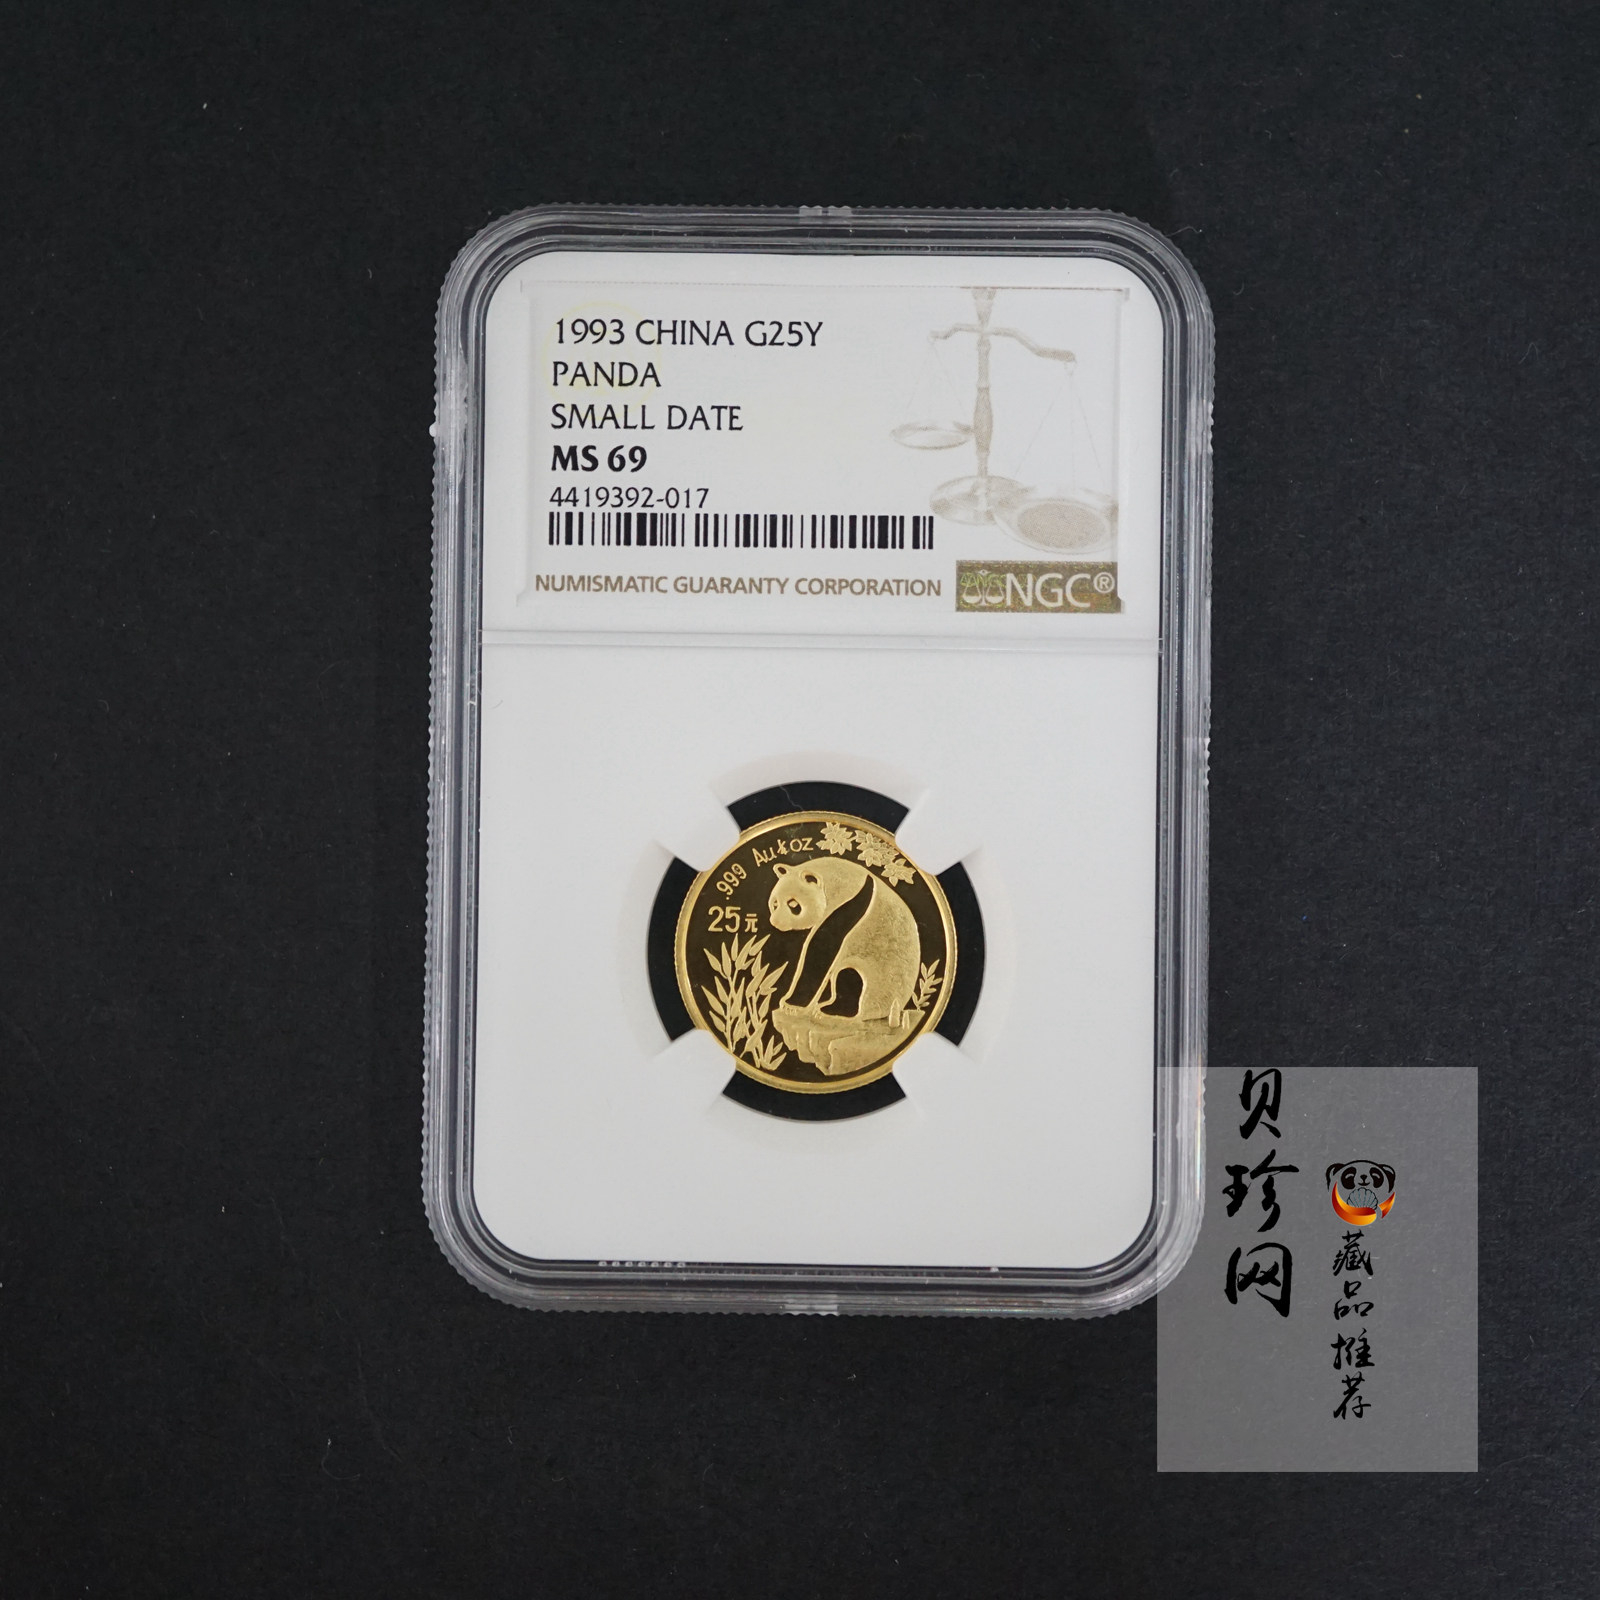 1993 CHINA G25Y
PANDA
SMALL DATE
MS 69
4419392-017
NUMISMATIC GUARANTY CORPORATION
NGC®
.999 Au ¼ OZ
25元
贝珍网
藏品推荐